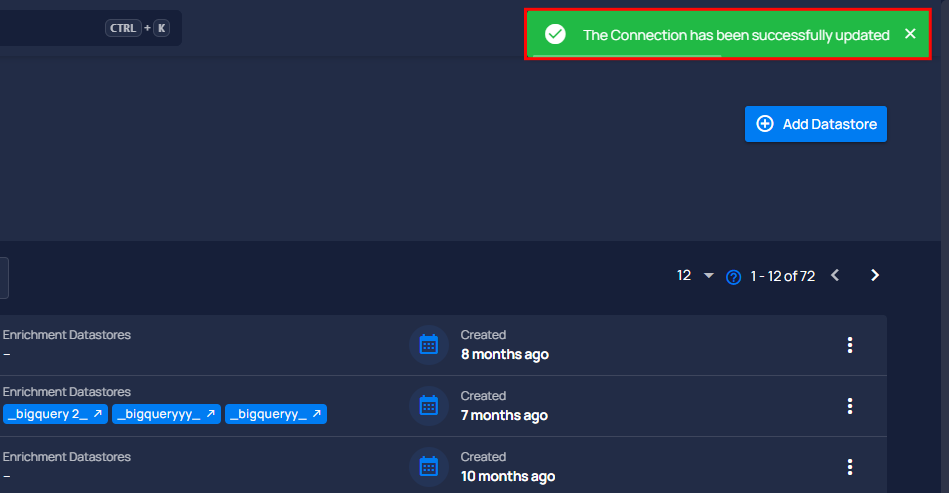 CTRL + K
The Connection has been successfully updated
Add Datastore
12
1 - 12 of 72
Enrichment Datastores
–
Created
8 months ago
Enrichment Datastores
_bigquery 2_
_bigqueryyy_
_bigqueryy_
Created
7 months ago
Enrichment Datastores
–
Created
10 months ago